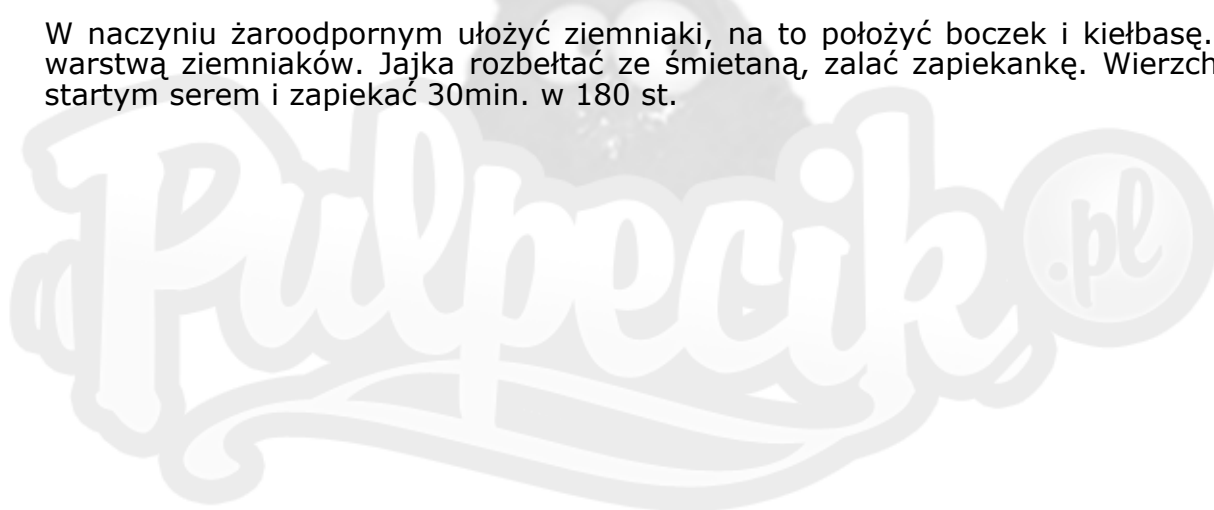 W naczyniu żaroodpornym ułożyć ziemniaki, na to położyć boczek i kiełbasę.
warstwą ziemniaków. Jajka rozbełtać ze śmietaną, zalać zapiekankę. Wierzch
startym serem i zapiekać 30min. w 180 st.
Pulpecik .pl